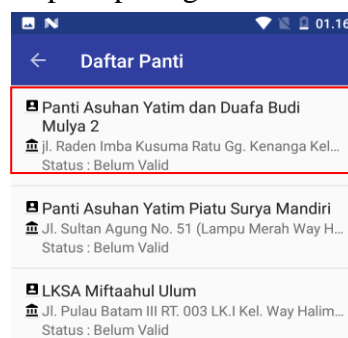 01.16
Daftar Panti
Panti Asuhan Yatim dan Duafa Budi
Mulya 2
jl. Raden Imba Kusuma Ratu Gg. Kenanga Kel...
Status : Belum Valid
Panti Asuhan Yatim Piatu Surya Mandiri
Jl. Sultan Agung No. 51 (Lampu Merah Way H...
Status : Belum Valid
LKSA Miftaahul Ulum
Jl. Pulau Batam III RT. 003 LK.I Kel. Way Halim...
Status : Belum Valid